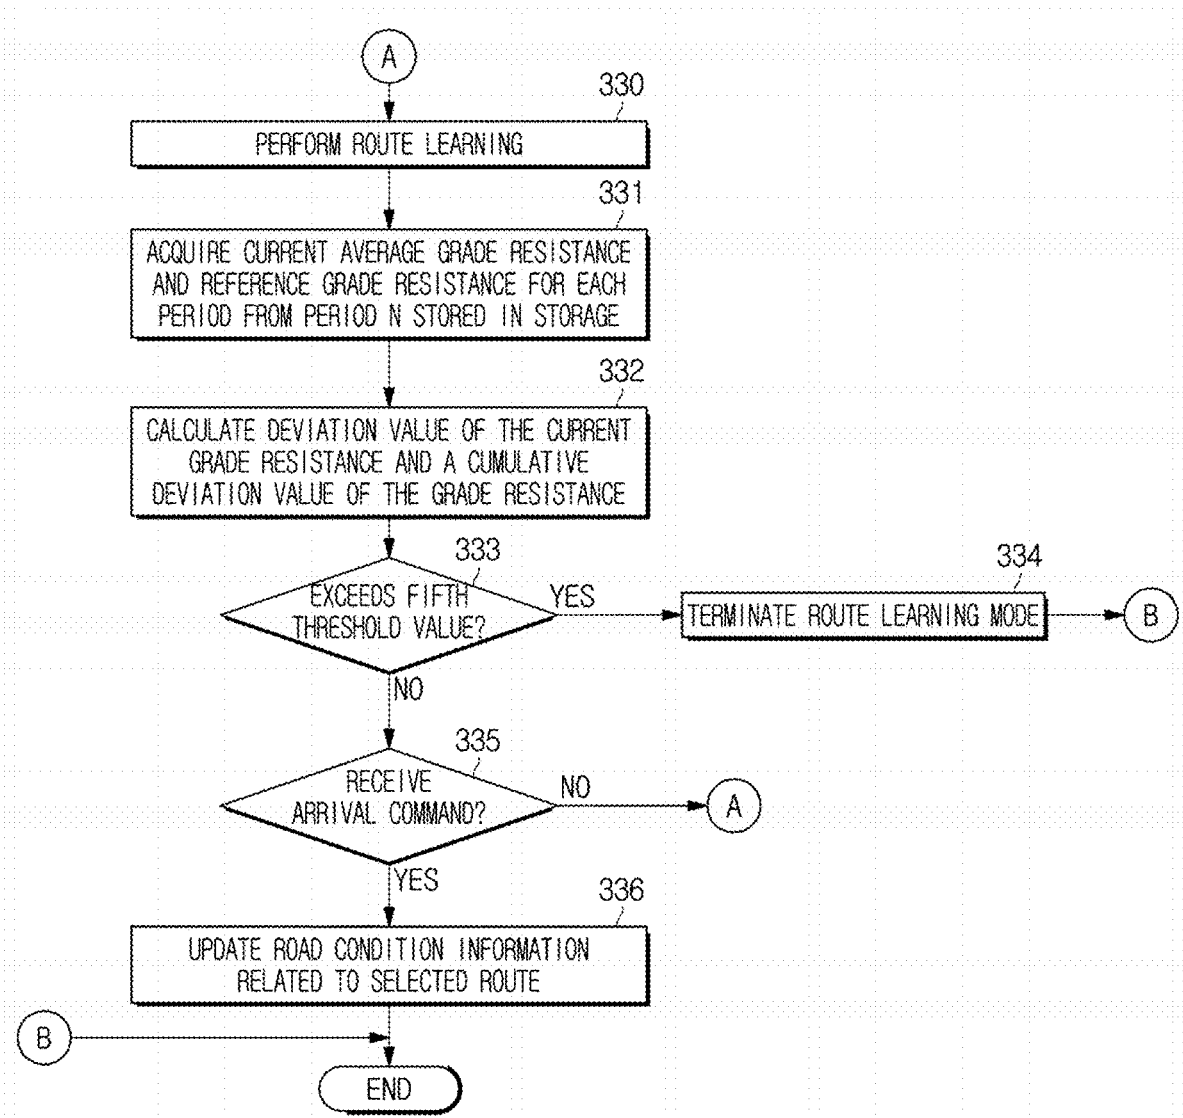 A
330
PERFORM ROUTE LEARNING
331
ACQUIRE CURRENT AVERAGE GRADE RESISTANCE
AND REFERENCE GRADE RESISTANCE FOR EACH
PERIOD FROM PERIOD N STORED IN STORAGE
332
CALCULATE DEVIATION VALUE OF THE CURRENT
GRADE RESISTANCE AND A CUMULATIVE
DEVIATION VALUE OF THE GRADE RESISTANCE
333
EXCEEDS FIFTH
THRESHOLD VALUE?
YES
334
TERMINATE ROUTE LEARNING MODE
B
NO
335
RECEIVE
ARRIVAL COMMAND?
NO
A
YES
336
UPDATE ROAD CONDITION INFORMATION
RELATED TO SELECTED ROUTE
B
END